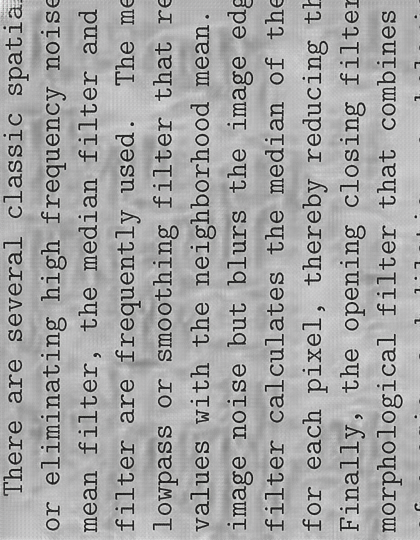 There are several classic spatia
or eliminating high frequency noise
mean filter, the median filter and
filter are frequently used. The me
lowpass or smoothing filter that re
values with the neighborhood mean.
image noise but blurs the image edg
filter calculates the median of the
for each pixel, thereby reducing th
Finally, the opening closing filter
morphological filter that combines